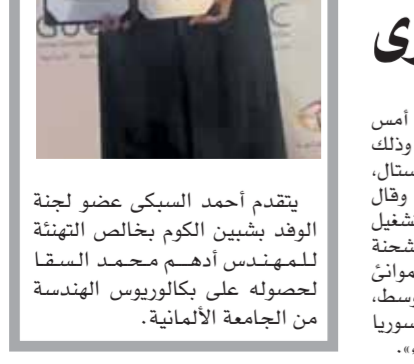 يتقدم أحمد السبكى عضو لجنة
الوفد بشبين الكوم بخالص التهنئة
للمهندس أدهم محمد السقا
لحصوله على بكالوريوس الهندسة
من الجامعة الألمانية.
أمس
وذلك
ستال،
وقال
شحنة
موانئ
وسط،
سوريا